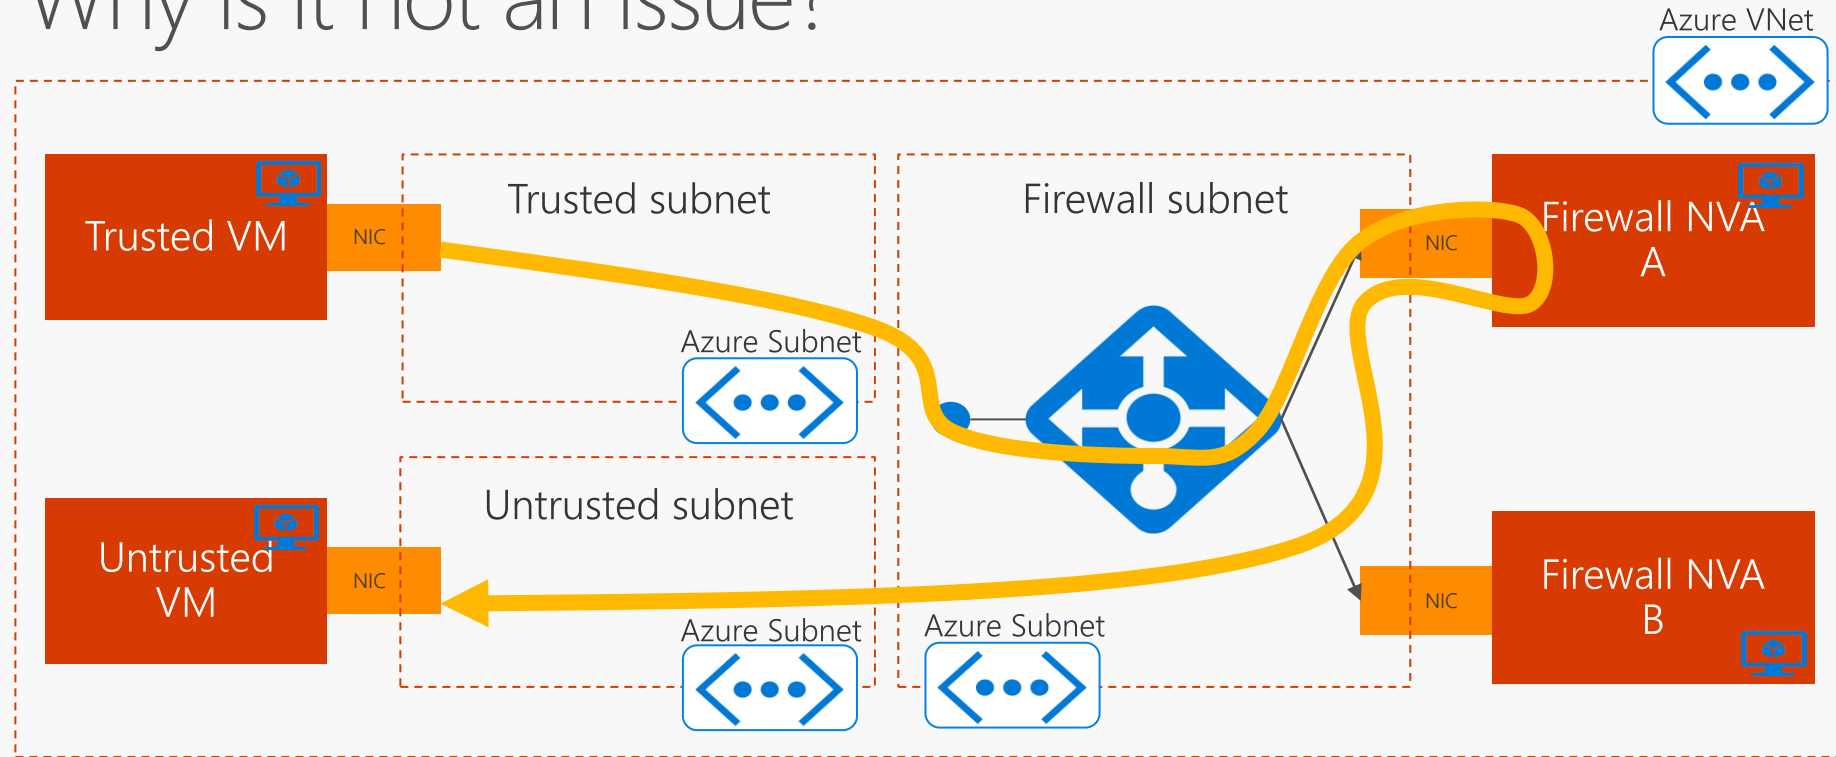 Why is it not an issue?
Azure VNet
Trusted VM
NIC
Trusted subnet
Azure Subnet
Firewall subnet
NIC
Firewall NVA
A
Untrusted
VM
NIC
Untrusted subnet
Azure Subnet
Azure Subnet
NIC
Firewall NVA
B